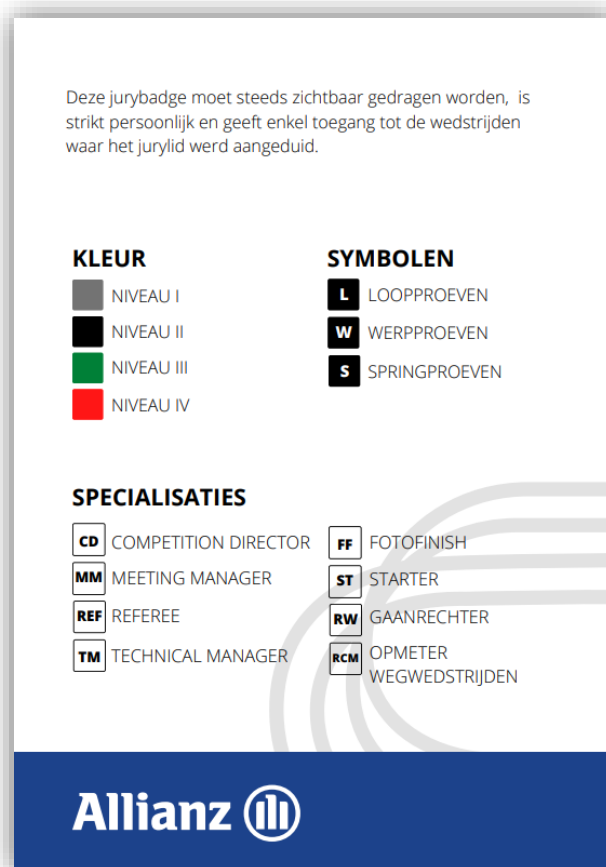 Deze jurybadge moet steeds zichtbaar gedragen worden, is
strikt persoonlijk en geeft enkel toegang tot de wedstrijden
waar het jurylid werd aangeduid.
KLEUR
NIVEAU I
NIVEAU II
NIVEAU III
NIVEAU IV
SYMBOLEN
L LOOPPROEVEN
W WERPPROEVEN
S SPRINGPROEVEN
SPECIALISATIES
CD COMPETITION DIRECTOR
MM MEETING MANAGER
REF REFEREE
TM TECHNICAL MANAGER
FF FOTOFINISH
ST STARTER
RW GAANRECHTER
RCM OPMETER
WEGWEDSTRIJDEN
Allianz